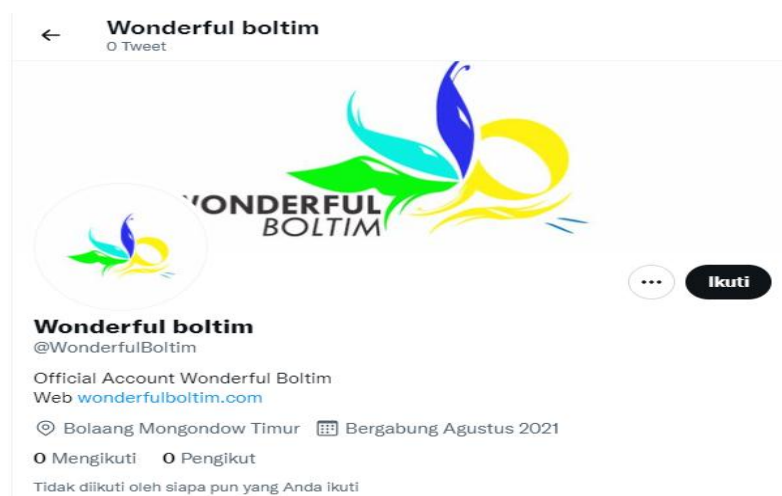 Wonderful boltim
0 Tweet
WONDERFUL
BOLTIM
Ikuti
Wonderful boltim
@WonderfulBoltim
Official Account Wonderful Boltim
Web wonderfulboltim.com
Bolaang Mongondow Timur Bergabung Agustus 2021
0 Mengikuti 0 Pengikut
Tidak diikuti oleh siapa pun yang Anda ikuti